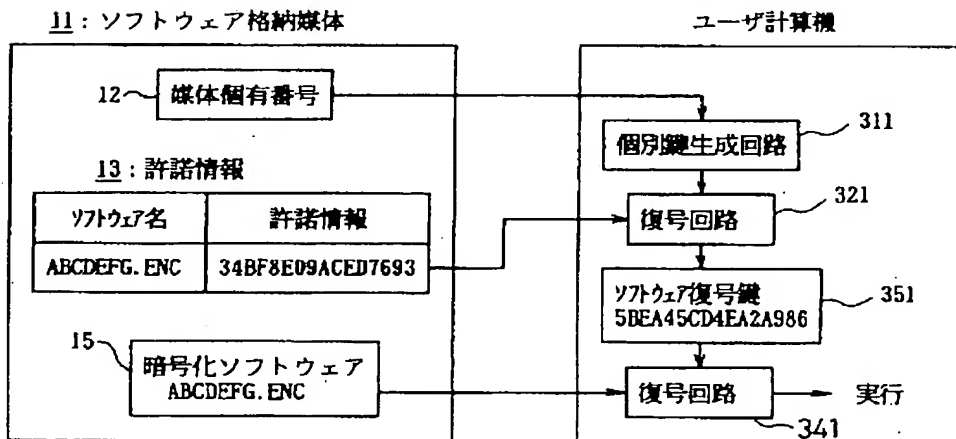 11：ソフトウェア格納媒体
ユーザ計算機
12
媒体個有番号
311
個別鍵生成回路
13：許諾情報
ソフトウェア名
許諾情報
321
復号回路
ABCDEFG.ENC
34BF8E09ACED7693
ソフトウェア復号鍵
5BEA45CD4EA2A986
351
15
暗号化ソフトウェア
ABCDEFG.ENC
復号回路
実行
341